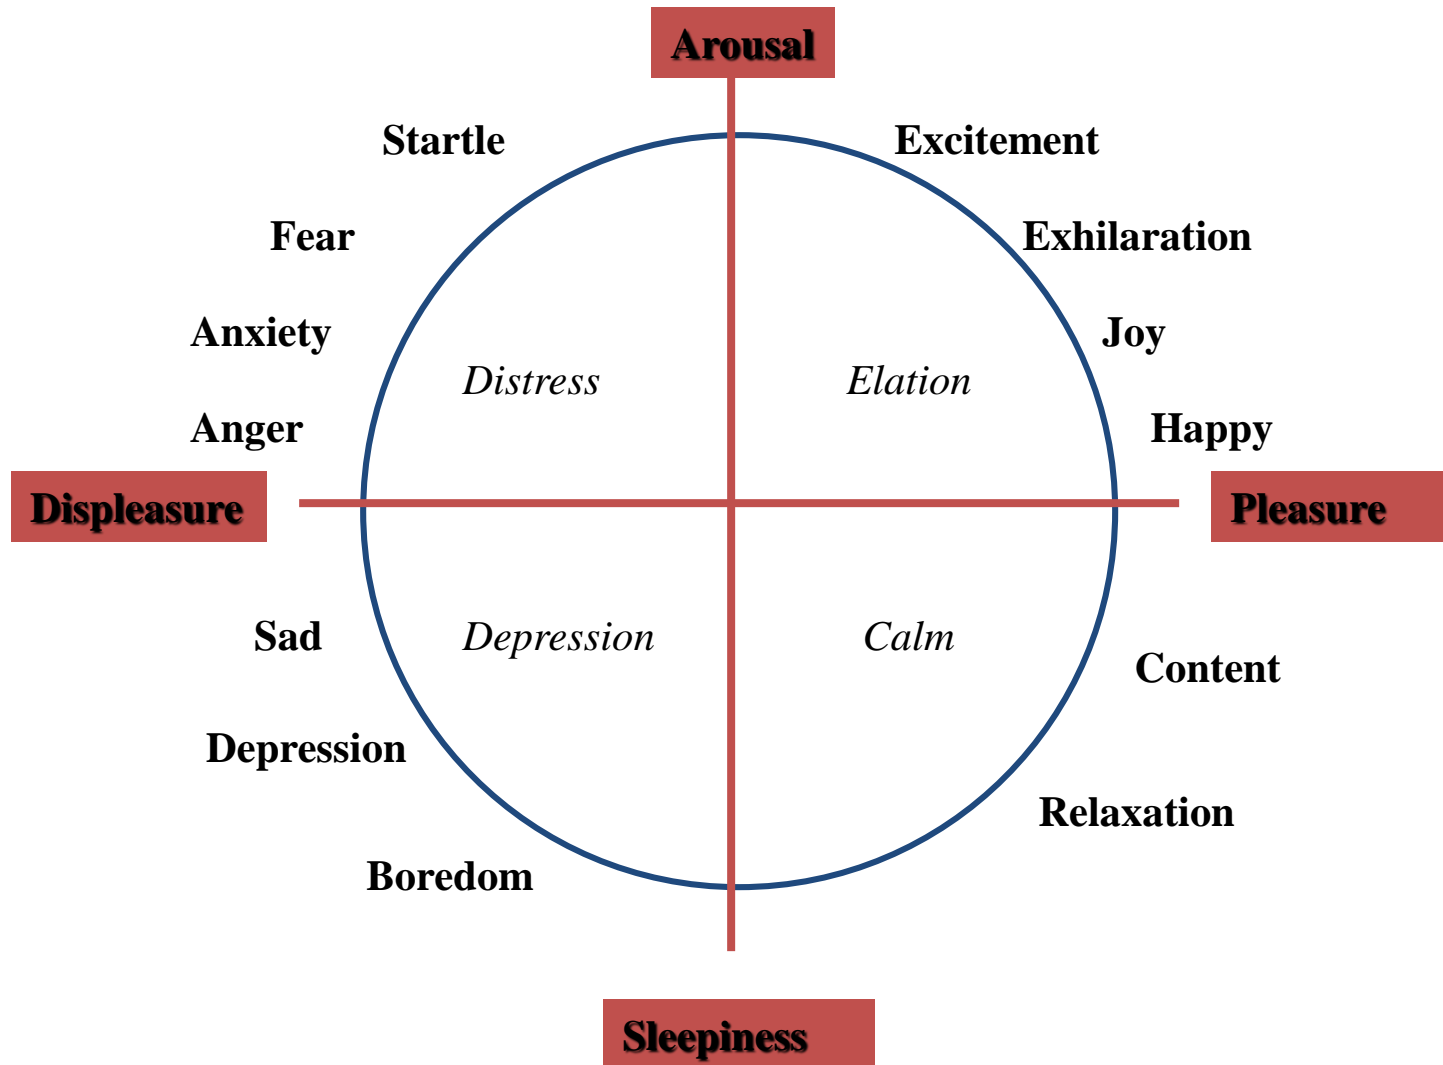 Arousal
Startle
Excitement
Fear
Exhilaration
Anxiety
Joy
Distress
Elation
Anger
Happy
Displeasure
Pleasure
Sad
Depression
Calm
Content
Depression
Relaxation
Boredom
Sleepiness